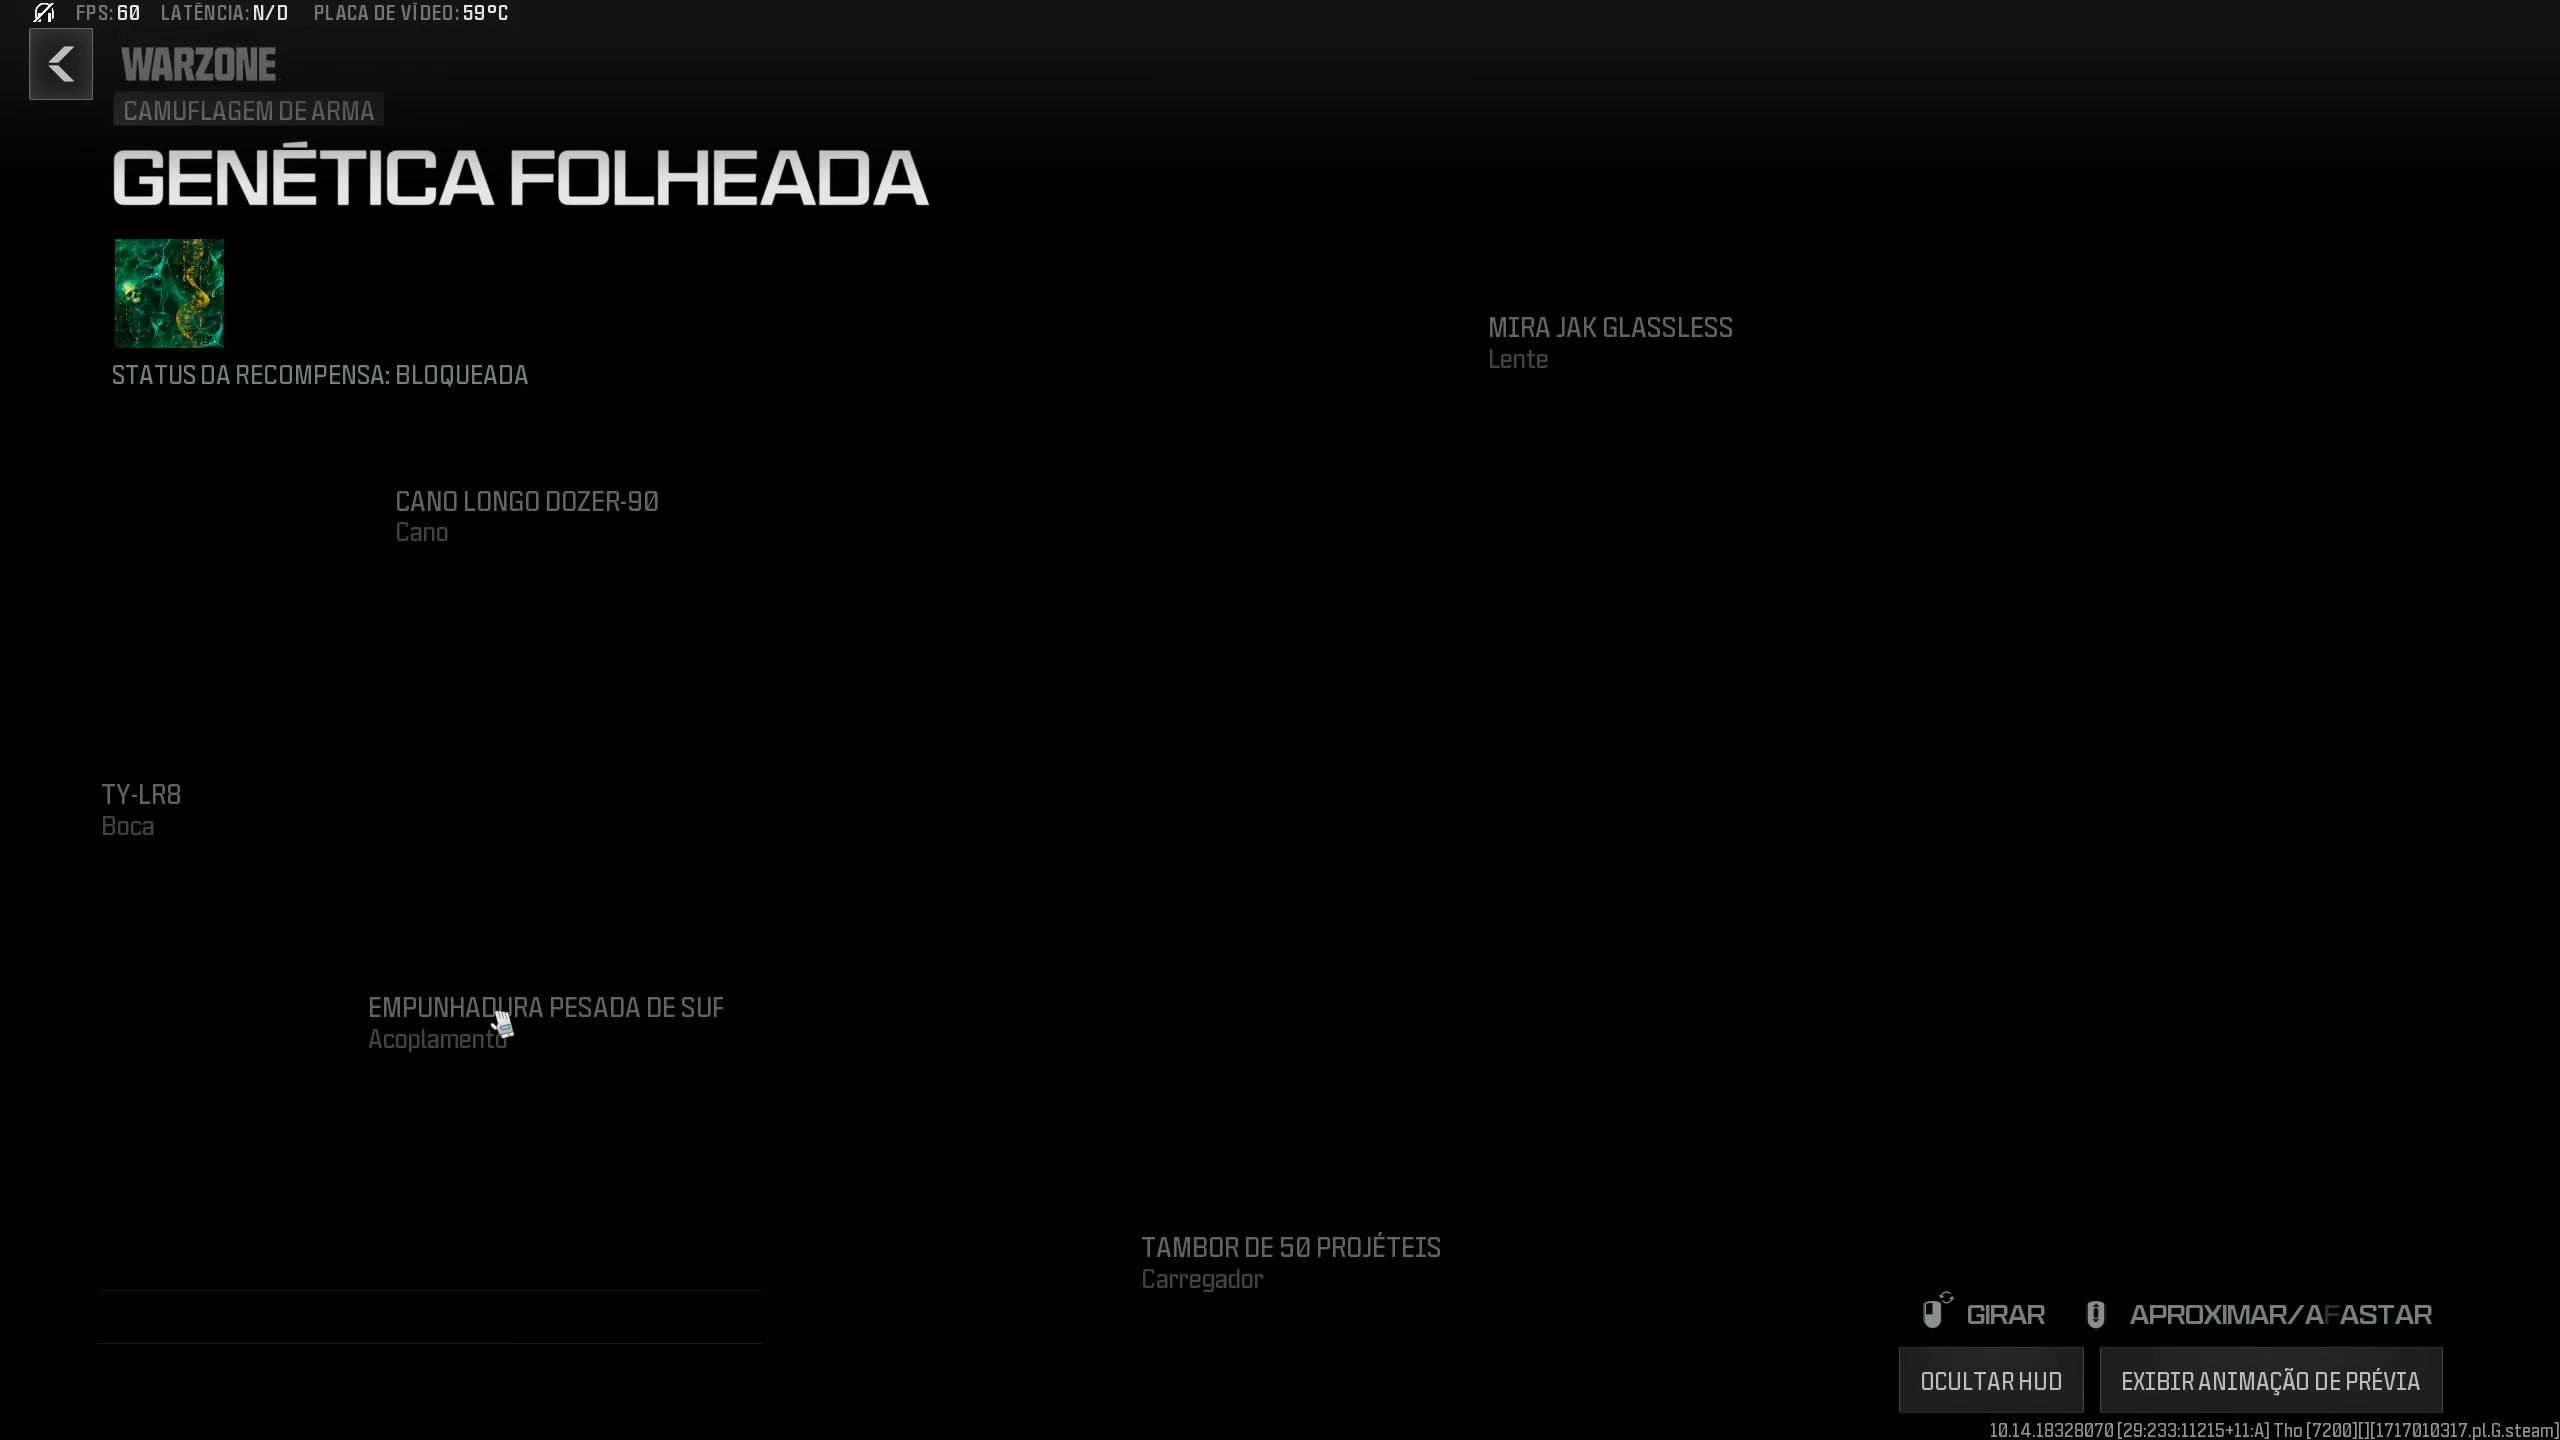 FPS: 60 LATÊNCIA: N/D PLACA DE VÍDEO: 59°C
WARZONE
CAMUFLAGEM DE ARMA
GENÉTICA FOLHEADA
STATUS DA RECOMPENSA: BLOQUEADA
MIRA JAK GLASSLESS
Lente
CANO LONGO DOZER-90
Cano
TY-LR8
Boca
EMPUNHADURA PESADA DE SUF
Acoplamento
TAMBOR DE 50 PROJÉTEIS
Carregador
GIRAR APROXIMAR/AFASTAR
OCULTAR HUD EXIBIR ANIMAÇÃO DE PRÉVIA
10.14.18328070 [29:233:11215+11:A] Tho [7200][][1717010317.pl.G.steam]